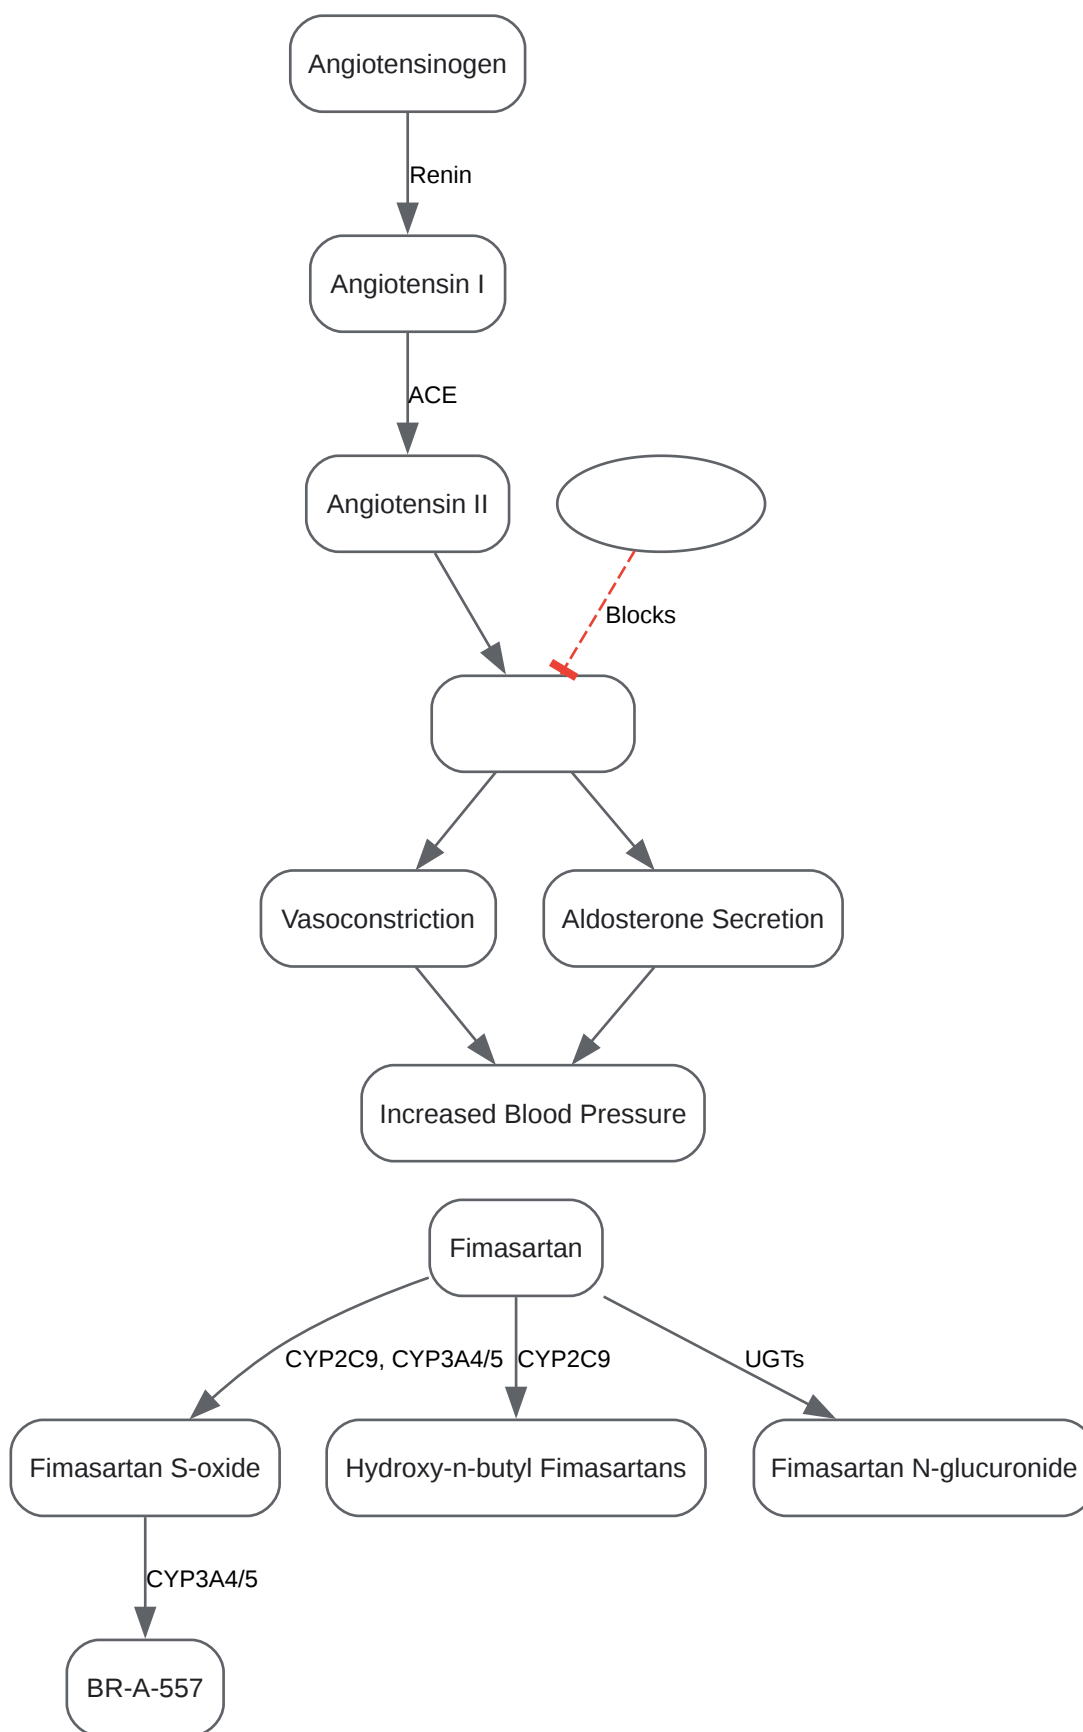 Angiotensinogen
Renin
Angiotensin I
ACE
Angiotensin II
Blocks
Vasoconstriction
Aldosterone Secretion
Increased Blood Pressure
Fimasartan
CYP2C9, CYP3A4/5
CYP2C9
UGTs
Fimasartan S-oxide
Hydroxy-n-butyl Fimasartans
Fimasartan N-glucuronide
CYP3A4/5
BR-A-557